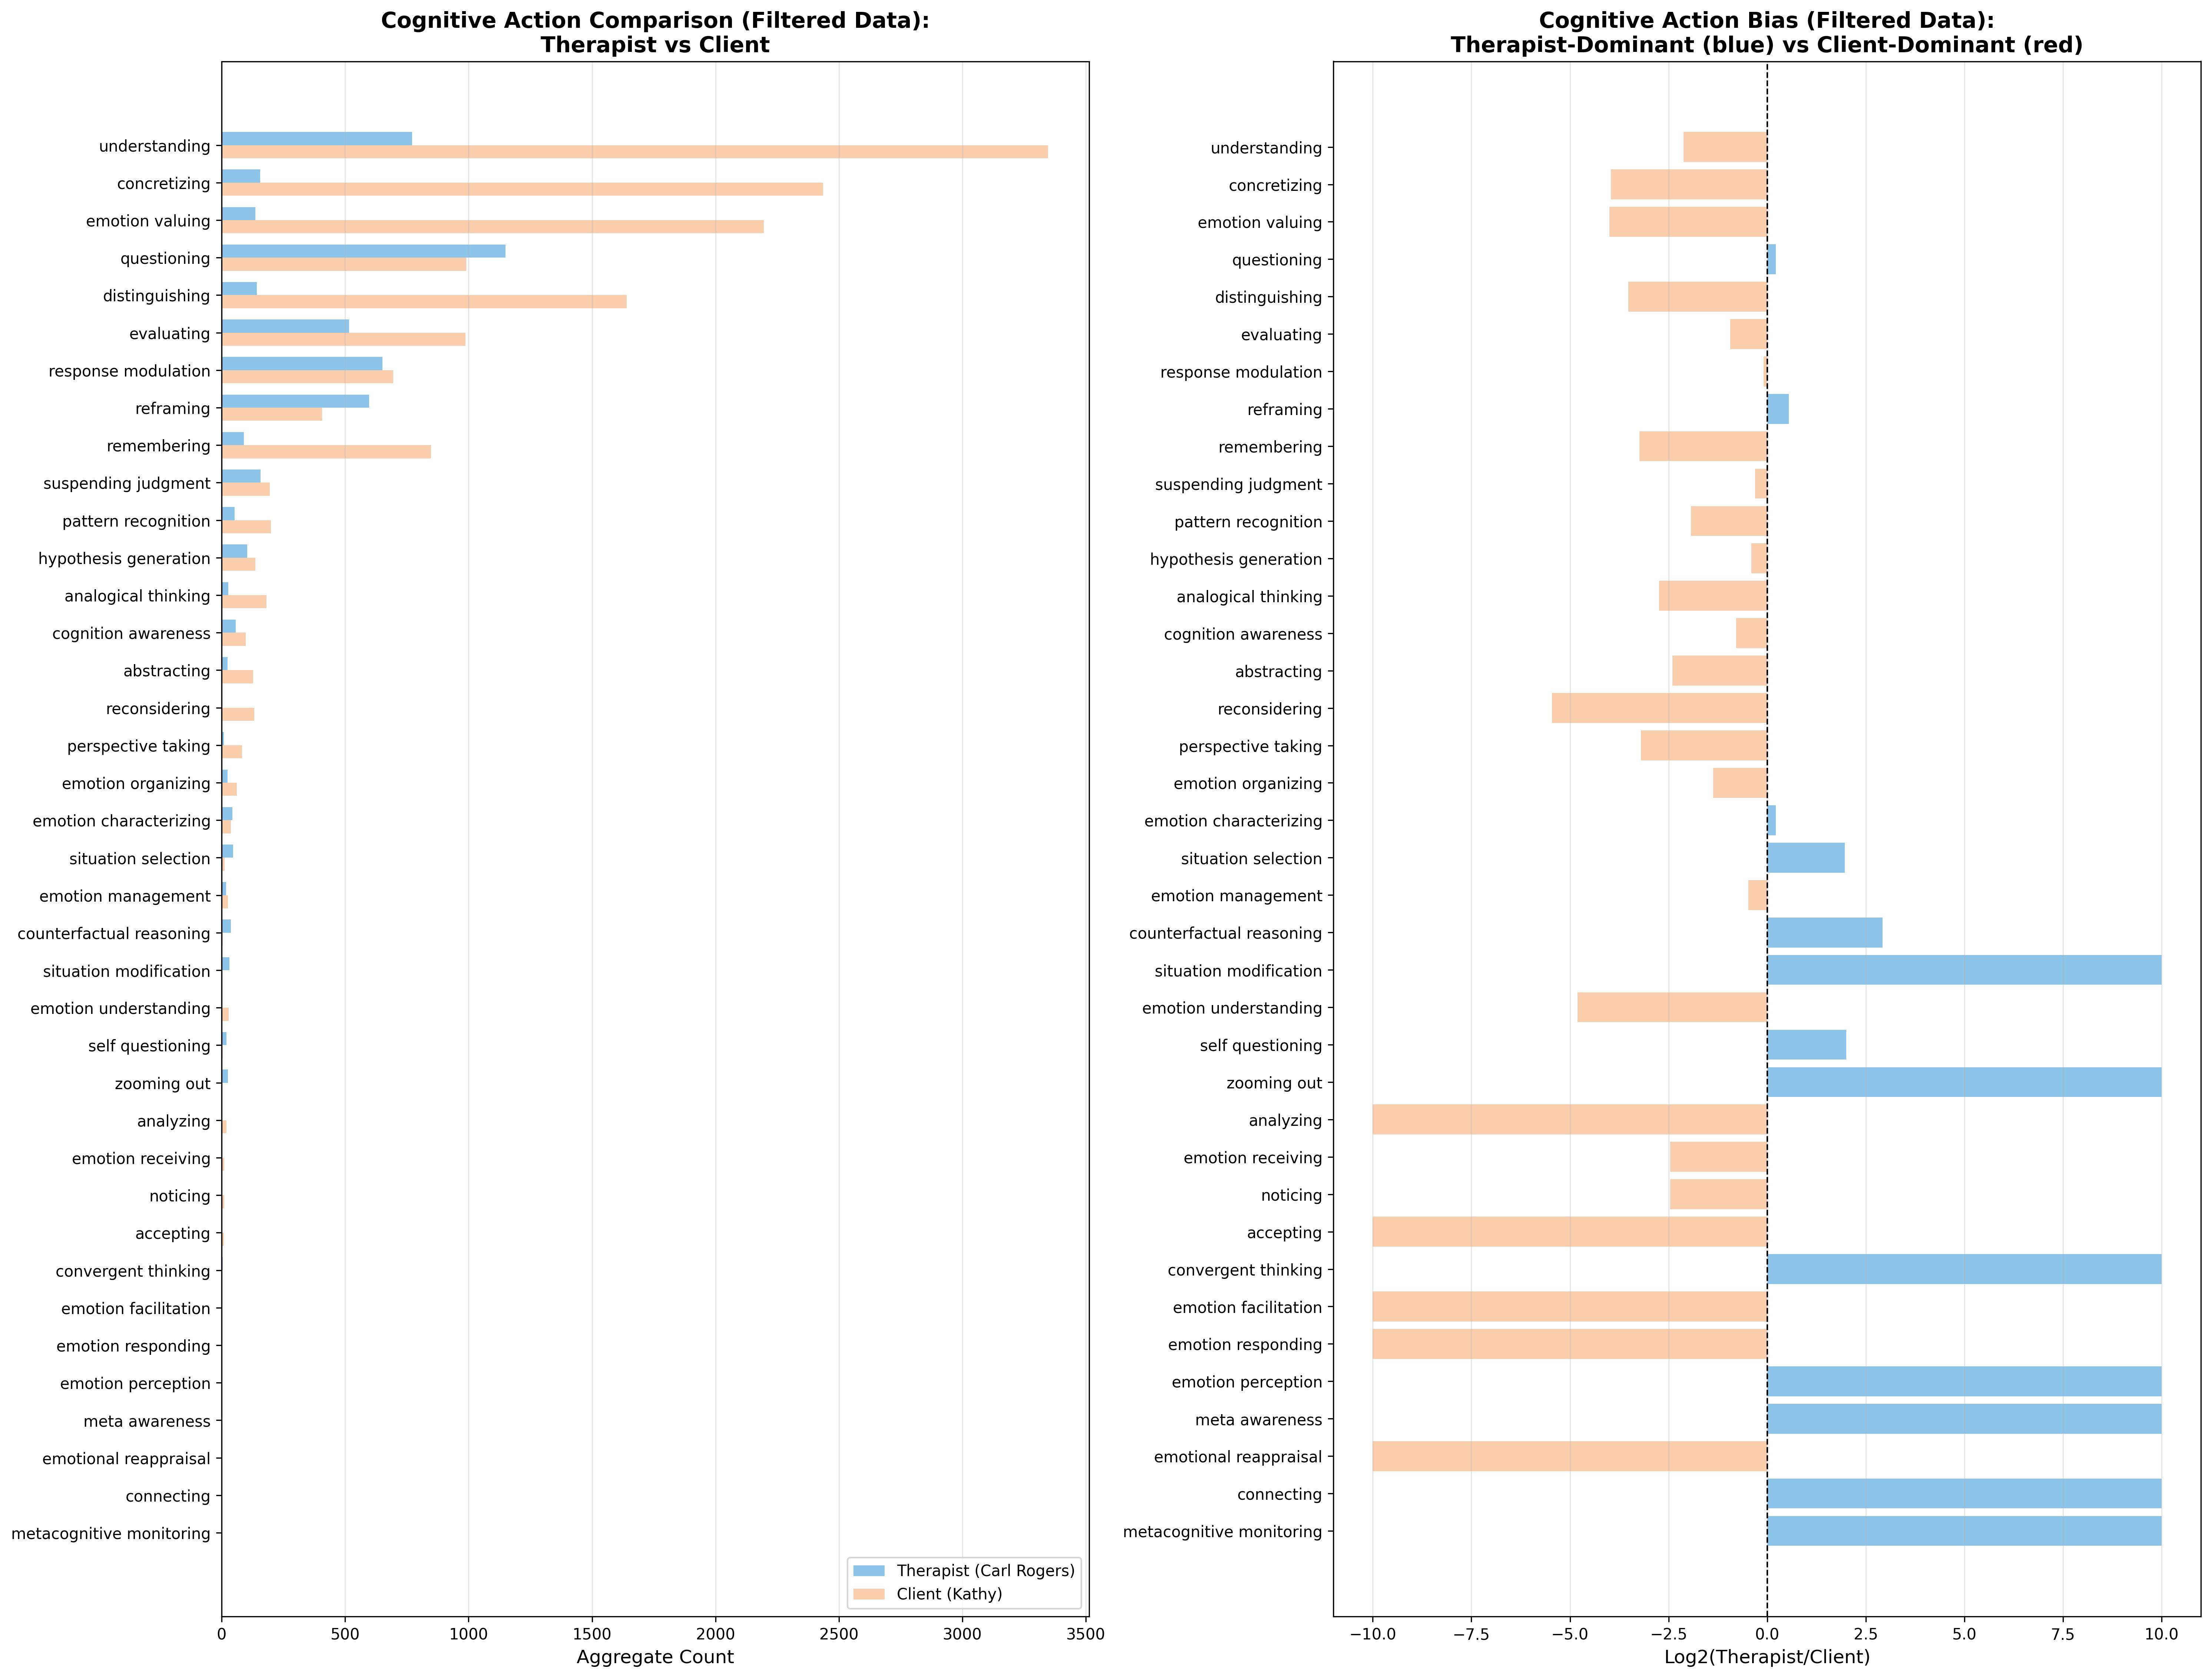 Cognitive Action Comparison (Filtered Data):
Therapist vs Client
understanding
concretizing
emotion valuing
questioning
distinguishing
evaluating
response modulation
reframing
remembering
suspending judgment
pattern recognition
hypothesis generation
analogical thinking
cognition awareness
abstracting
reconsidering
perspective taking
emotion organizing
emotion characterizing
situation selection
emotion management
counterfactual reasoning
situation modification
emotion understanding
self questioning
zooming out
analyzing
emotion receiving
noticing
accepting
convergent thinking
emotion facilitation
emotion responding
emotion perception
meta awareness
emotional reappraisal
connecting
metacognitive monitoring
Therapist (Carl Rogers)
Client (Kathy)
0 500 1000 1500 2000 2500 3000 3500
Aggregate Count
Cognitive Action Bias (Filtered Data):
Therapist-Dominant (blue) vs Client-Dominant (red)
understanding
concretizing
emotion valuing
questioning
distinguishing
evaluating
response modulation
reframing
remembering
suspending judgment
pattern recognition
hypothesis generation
analogical thinking
cognition awareness
abstracting
reconsidering
perspective taking
emotion organizing
emotion characterizing
situation selection
emotion management
counterfactual reasoning
situation modification
emotion understanding
self questioning
zooming out
analyzing
emotion receiving
noticing
accepting
convergent thinking
emotion facilitation
emotion responding
emotion perception
meta awareness
emotional reappraisal
connecting
metacognitive monitoring
−10.0 −7.5 −5.0 −2.5 0.0 2.5 5.0 7.5 10.0
Log2(Therapist/Client)